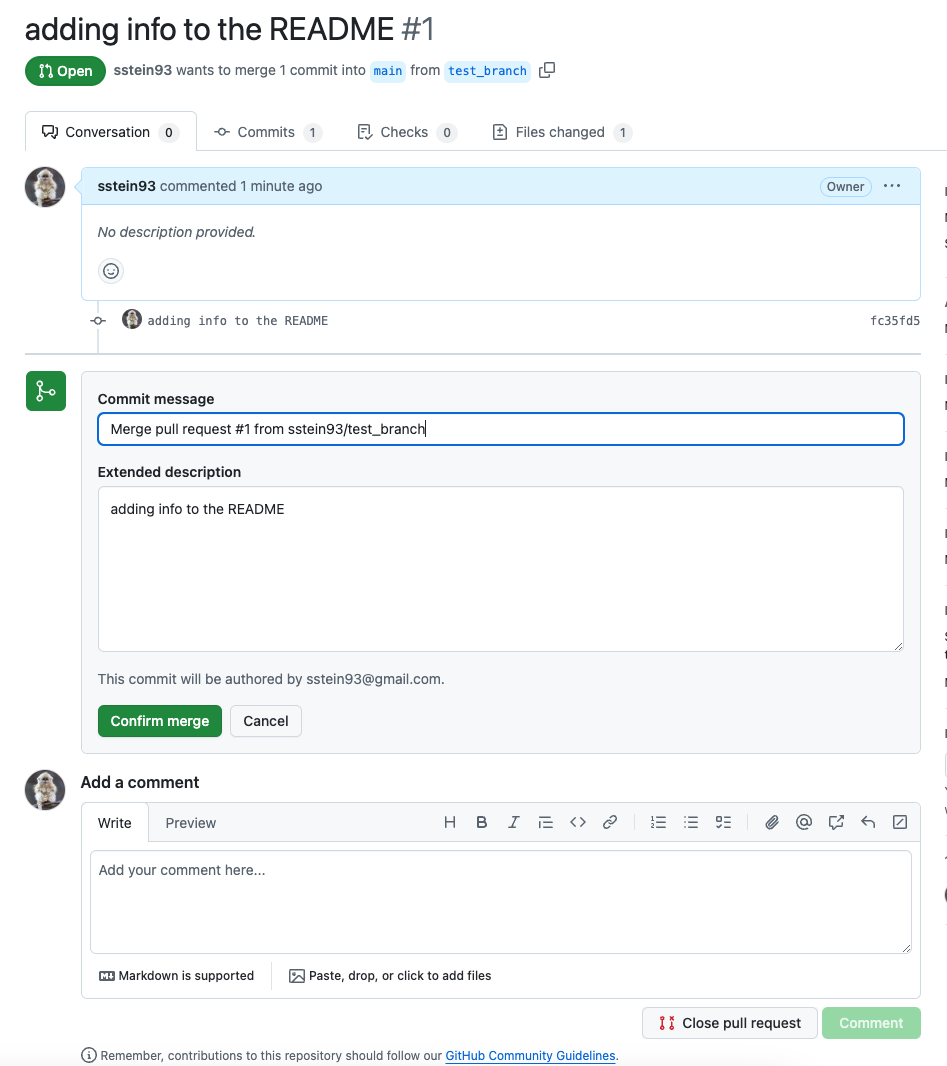 adding info to the README #1
Open sstein93 wants to merge 1 commit into main from test_branch
Conversation 0 Commits 1 Checks 0 Files changed 1
sstein93 commented 1 minute ago Owner
No description provided.
adding info to the README fc35fd5
Commit message
Merge pull request #1 from sstein93/test_branch
Extended description
adding info to the README
This commit will be authored by sstein93@gmail.com.
Confirm merge Cancel
Add a comment
Write Preview
Add your comment here...
Markdown is supported Paste, drop, or click to add files
Close pull request Comment
Remember, contributions to this repository should follow our GitHub Community Guidelines.